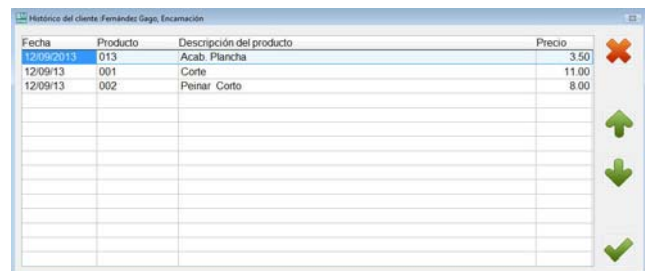 Histórico del cliente :Fernández Gago, Encarnación
Fecha Producto Descripción del producto Precio
12/09/2013 013 Acab. Plancha 3.50
12/09/13 001 Corte 11.00
12/09/13 002 Peinar Corto 8.00